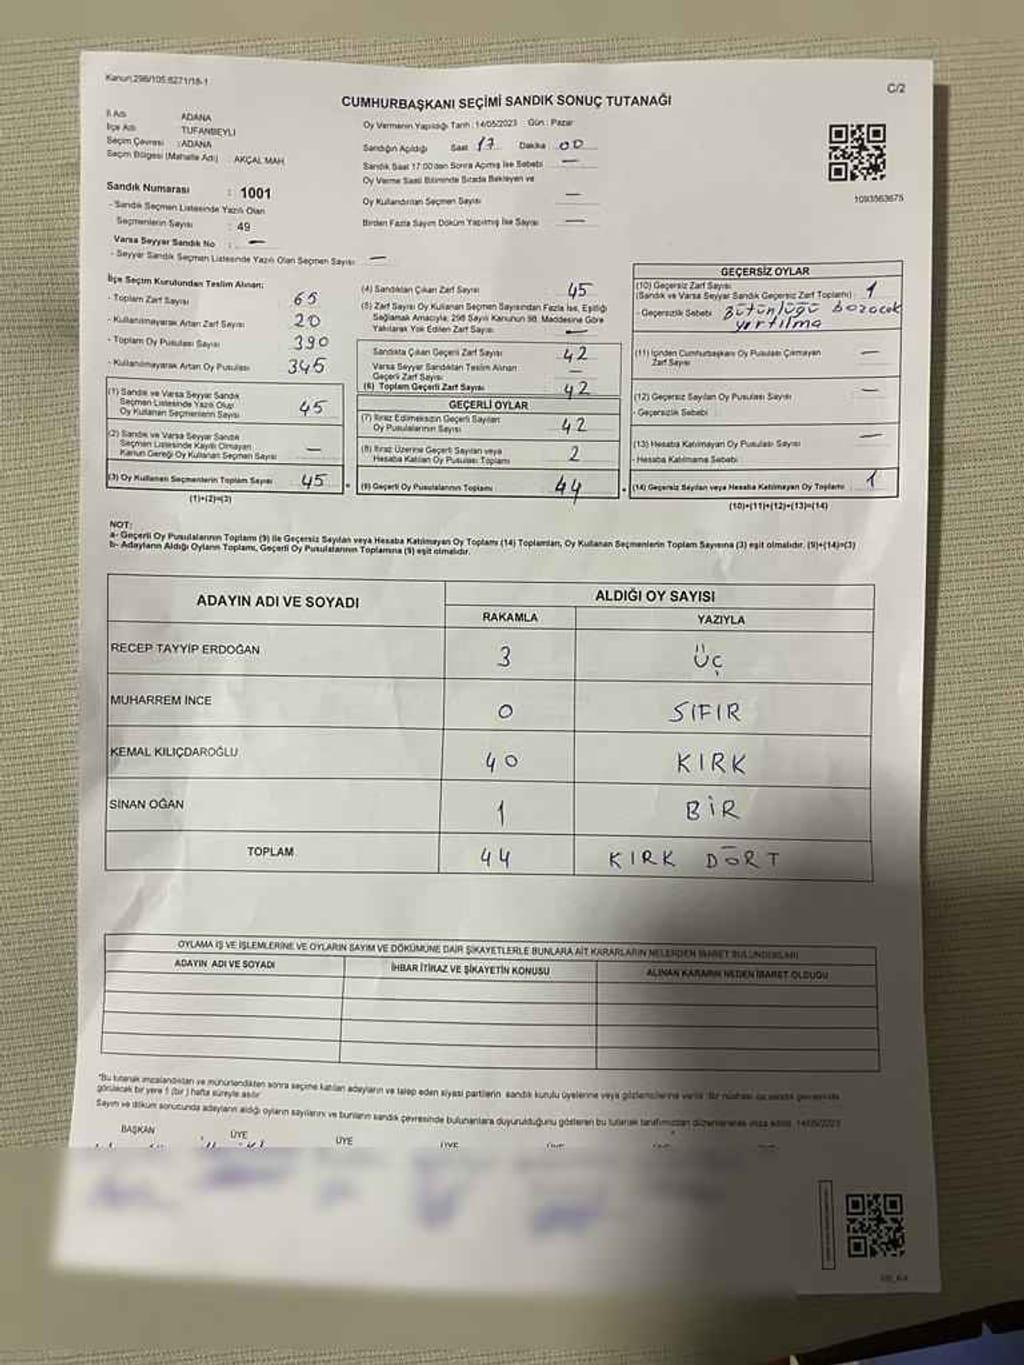 Kanun;298/105;6271/18-1
C/2
CUMHURBAŞKANI SEÇİMİ SANDIK SONUÇ TUTANAĞI
İl Adı ADANA
İlçe Adı TUFANBEYLİ
Seçim Çevresi :ADANA
Seçim Bölgesi (Mahalle Adı) AKÇAL MAH
Sandık Numarası : 1001
- Sandık Seçmen Listesinde Yazılı Olan
Seçmenlerin Sayısı : 49
Varsa Seyyar Sandık No : —
- Seyyar Sandık Seçmen Listesinde Yazılı Olan Seçmen Sayısı —
Oy Vermenin Yapıldığı Tarih :14/05/2023 Gün : Pazar
Sandığın Açıldığı Saat 17 Dakika 00
Sandık Saat 17:00'den Sonra Açılmış İse Sebebi —
Oy Verme Saati Bitiminde Sırada Bekleyen ve
Oy Kullandırılan Seçmen Sayısı —
Birden Fazla Sayım Döküm Yapılmış İse Sayısı —
1093563675
İlçe Seçim Kurulundan Teslim Alınan;
- Toplam Zarf Sayısı 65
- Kullanılmayarak Artan Zarf Sayısı 20
- Toplam Oy Pusulası Sayısı 390
- Kullanılmayarak Artan Oy Pusulası 345
(1) Sandık ve Varsa Seyyar Sandık
Seçmen Listesinde Yazılı Olup
Oy Kullanan Seçmenlerin Sayısı 45
(2) Sandık ve Varsa Seyyar Sandık
Seçmen Listesinde Kayıtlı Olmayan
Kanun Gereği Oy Kullanan Seçmen Sayısı —
(3) Oy Kullanan Seçmenlerin Toplam Sayısı 45
(1)+(2)=(3)
(4) Sandıktan Çıkan Zarf Sayısı 45
(5) Zarf Sayısı Oy Kullanan Seçmen Sayısından Fazla İse, Eşitliği
Sağlamak Amacıyla; 298 Sayılı Kanunun 98. Maddesine Göre
Yakılarak Yok Edilen Zarf Sayısı —
Sandıkta Çıkan Geçerli Zarf Sayısı 42
Varsa Seyyar Sandıktan Teslim Alınan
Geçerli Zarf Sayısı —
(6) Toplam Geçerli Zarf Sayısı 42
GEÇERLİ OYLAR
(7) İtiraz Edilmeksizin Geçerli Sayılan
Oy Pusulalarının Sayısı 42
(8) İtiraz Üzerine Geçerli Sayılan veya
Hesaba Katılan Oy Pusulası Toplamı 2
(9) Geçerli Oy Pusulalarının Toplamı 44
GEÇERSİZ OYLAR
(10) Geçersiz Zarf Sayısı
(Sandık ve Varsa Seyyar Sandık Geçersiz Zarf Toplamı) 1
- Geçersizlik Sebebi Bütünlüğü bozacak
yırtılma
(11) İçinden Cumhurbaşkanı Oy Pusulası Çıkmayan
Zarf Sayısı —
(12) Geçersiz Sayılan Oy Pusulası Sayısı —
- Geçersizlik Sebebi
(13) Hesaba Katılmayan Oy Pusulası Sayısı —
- Hesaba Katılmama Sebebi
(14) Geçersiz Sayılan veya Hesaba Katılmayan Oy Toplamı 1
(10)+(11)+(12)+(13)=(14)
NOT:
a- Geçerli Oy Pusulalarının Toplamı (9) ile Geçersiz Sayılan veya Hesaba Katılmayan Oy Toplamı (14) Toplamları, Oy Kullanan Seçmenlerin Toplam Sayısına (3) eşit olmalıdır. (9)+(14)=(3)
b- Adayların Aldığı Oyların Toplamı, Geçerli Oy Pusulalarının Toplamına (9) eşit olmalıdır.
ADAYIN ADI VE SOYADI ALDIĞI OY SAYISI
RAKAMLA YAZIYLA
RECEP TAYYİP ERDOĞAN 3 ÜÇ
MUHARREM İNCE 0 SIFIR
KEMAL KILIÇDAROĞLU 40 KIRK
SİNAN OĞAN 1 BİR
TOPLAM 44 KIRK DÖRT
OYLAMA İŞ VE İŞLEMLERİNE VE OYLARIN SAYIM VE DÖKÜMÜNE DAİR ŞİKAYETLERLE BUNLARA AİT KARARLARIN NELERDEN İBARET BULUNDUKLARI
ADAYIN ADI VE SOYADI İHBAR İTİRAZ VE ŞİKAYETİN KONUSU ALINAN KARARIN NEDEN İBARET OLDUĞU
*Bu tutanak imzalandıktan ve mühürlendikten sonra seçime katılan adayların ve talep eden siyasi partilerin sandık kurulu üyelerine veya gözlemcilerine verilir. Bir nüshası da sandık çevresinde
görülecek bir yere 1 (bir) hafta süreyle asılır
Sayım ve döküm sonucunda adayların aldığı oyların sayılarını ve bunların sandık çevresinde bulunanlara duyurulduğunu gösteren bu tutanak tarafımızdan düzenlenerek imza edildi. 14/05/2023
BAŞKAN ÜYE ÜYE